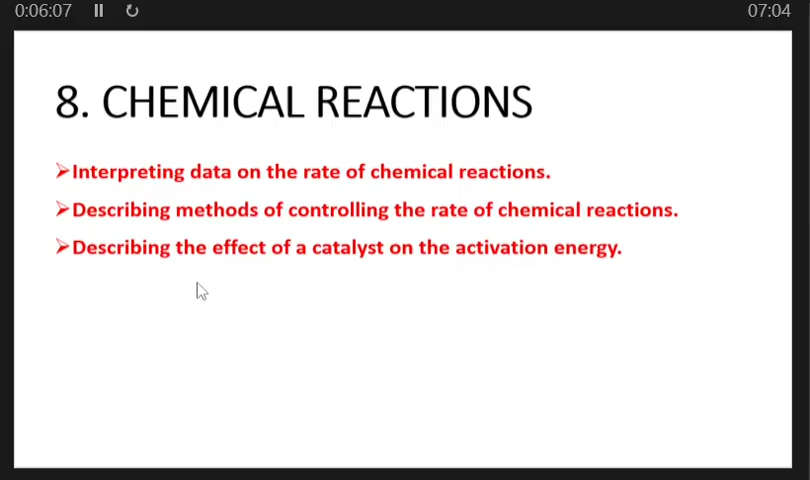 0:06:07
07:04
8. CHEMICAL REACTIONS
Interpreting data on the rate of chemical reactions.
Describing methods of controlling the rate of chemical reactions.
Describing the effect of a catalyst on the activation energy.